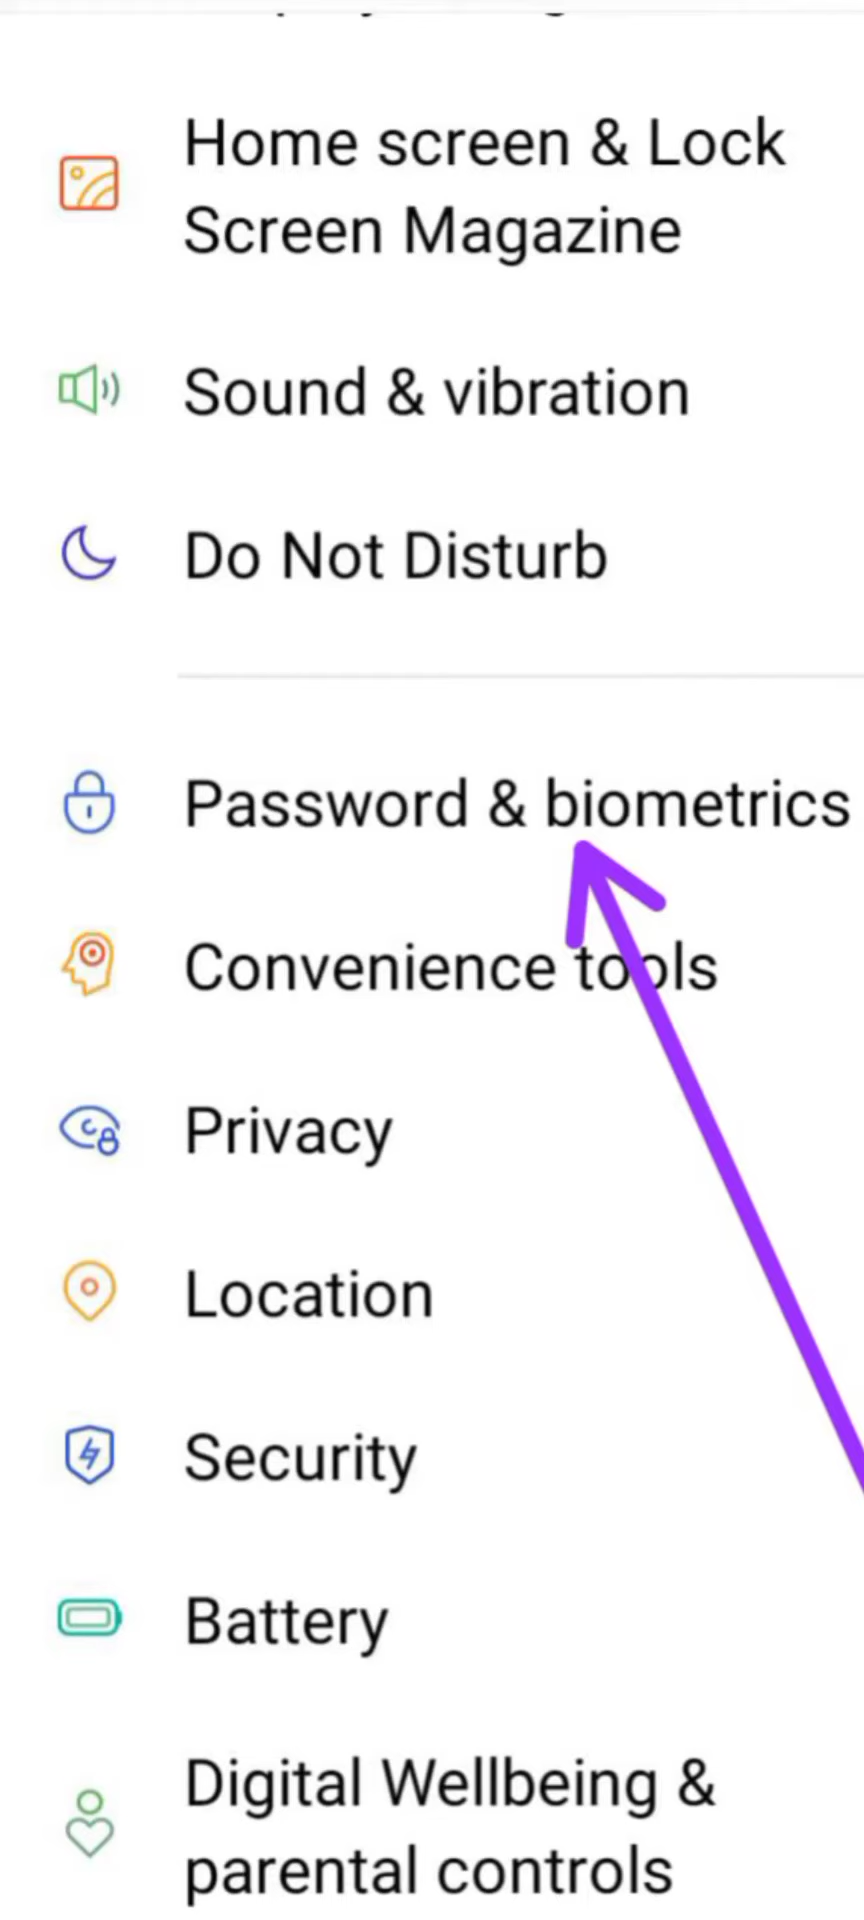 Home screen & Lock
Screen Magazine
Sound & vibration
Do Not Disturb
Password & biometrics
Convenience tools
Privacy
Location
Security
Battery
Digital Wellbeing &
parental controls